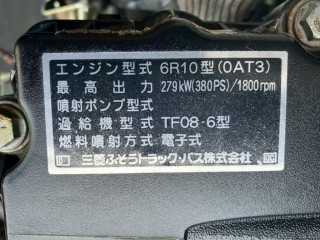 エンジン型式 6R10型(0AT3)
最高出力 279kW(380PS)/1800rpm
噴射ポンプ型式
過給機型式 TF08-6型
燃料噴射方式 電子式
三菱ふそうトラック・バス株式会社